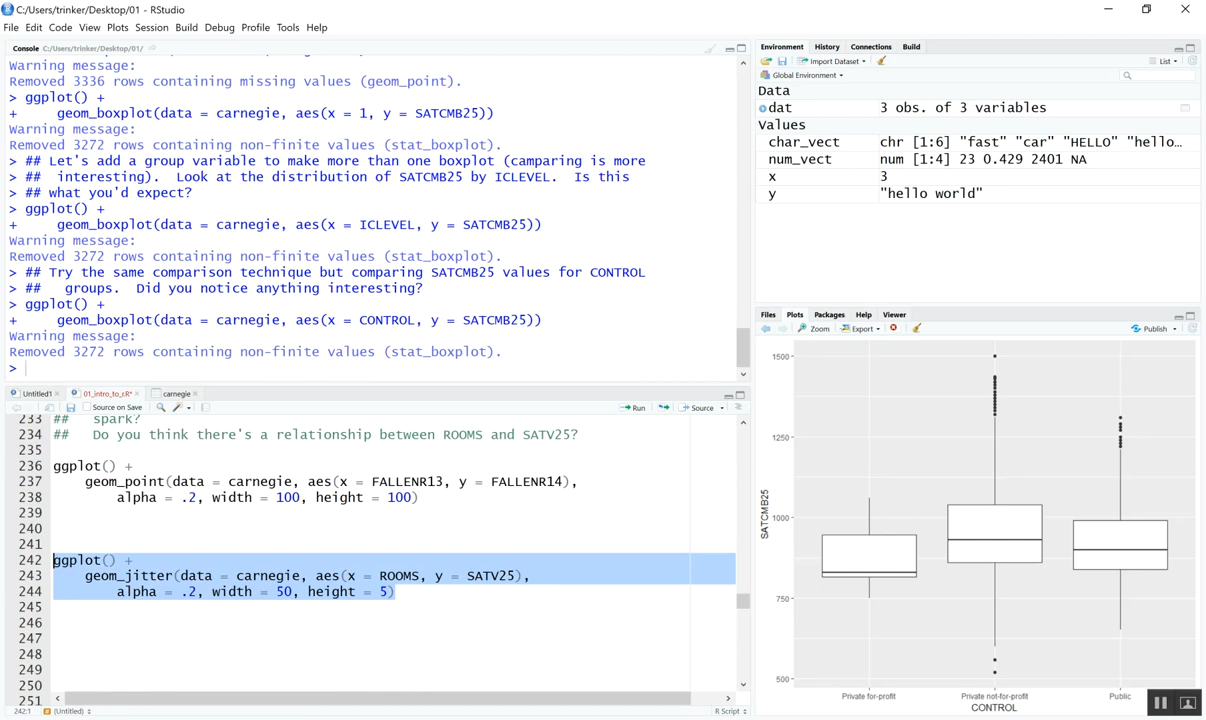 C:/Users/trinker/Desktop/01 - RStudio
File Edit Code View Plots Session Build Debug Profile Tools Help
Console C:/Users/trinker/Desktop/01/
Warning message:
Removed 3336 rows containing missing values (geom_point).
> ggplot() +
+     geom_boxplot(data = carnegie, aes(x = 1, y = SATCMB25))
Warning message:
Removed 3272 rows containing non-finite values (stat_boxplot).
> ## Let's add a group variable to make more than one boxplot (camparing is more
> ##  interesting).  Look at the distribution of SATCMB25 by ICLEVEL.  Is this
> ## what you'd expect?
> ggplot() +
+     geom_boxplot(data = carnegie, aes(x = ICLEVEL, y = SATCMB25))
Warning message:
Removed 3272 rows containing non-finite values (stat_boxplot).
> ## Try the same comparison technique but comparing SATCMB25 values for CONTROL
> ##   groups.  Did you notice anything interesting?
> ggplot() +
+     geom_boxplot(data = carnegie, aes(x = CONTROL, y = SATCMB25))
Warning message:
Removed 3272 rows containing non-finite values (stat_boxplot).
>
Untitled1 01_intro_to_r.R* carnegie
Source on Save Run Source
233 ##   spark?
234 ##   Do you think there's a relationship between ROOMS and SATV25?
235
236 ggplot() +
237     geom_point(data = carnegie, aes(x = FALLENR13, y = FALLENR14),
238         alpha = .2, width = 100, height = 100)
239
240
241
242 ggplot() +
243     geom_jitter(data = carnegie, aes(x = ROOMS, y = SATV25),
244         alpha = .2, width = 50, height = 5)
245
246
247
248
249
250
251
242:1 (Untitled) R Script
Environment History Connections Build
Import Dataset List
Global Environment
Data
dat 3 obs. of 3 variables
Values
char_vect chr [1:6] "fast" "car" "HELLO" "hello...
num_vect num [1:4] 23 0.429 2401 NA
x 3
y "hello world"
Files Plots Packages Help Viewer
Zoom Export Publish
1500
1250
1000
750
500
SATCMB25
Private for-profit Private not-for-profit Public
CONTROL